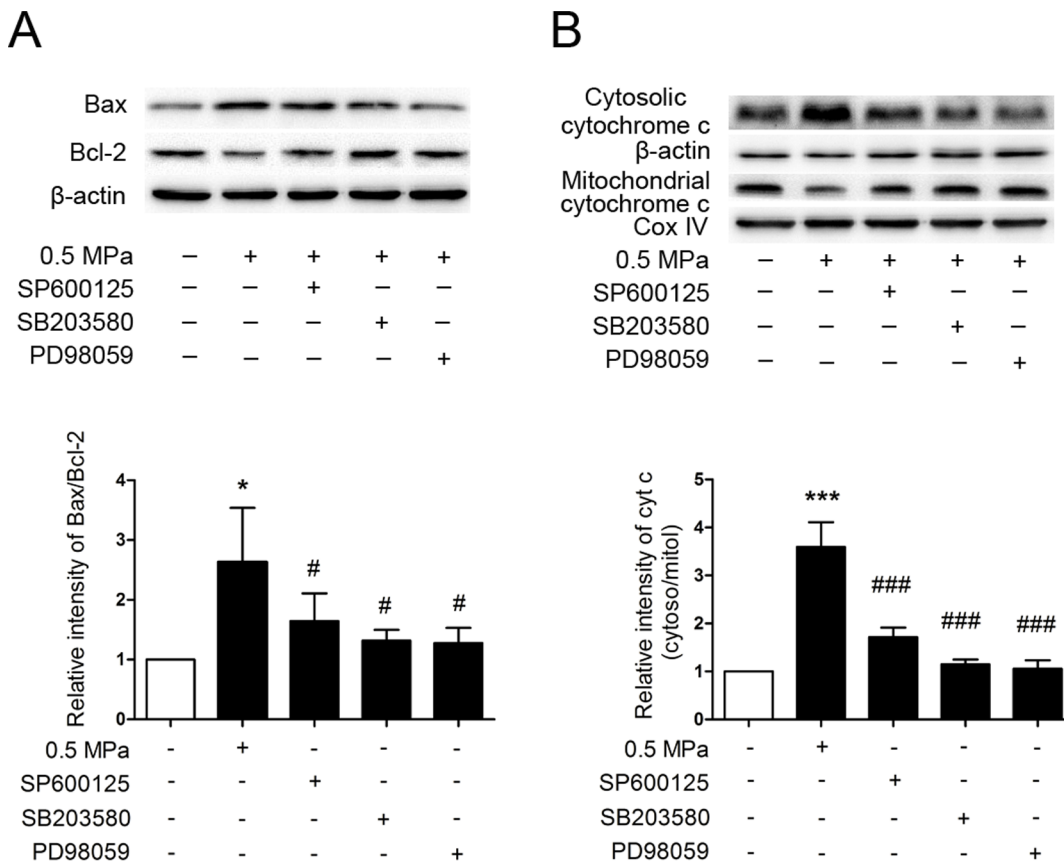 A
Bax
Bcl-2
β-actin
0.5 MPa – + + + +
SP600125 – – + – –
SB203580 – – – + –
PD98059 – – – – +
Relative intensity of Bax/Bcl-2
4
3
2
1
0
*
#
#
#
0.5 MPa - + - - -
SP600125 - - + - -
SB203580 - - - + -
PD98059 - - - - +
B
Cytosolic
cytochrome c
β-actin
Mitochondrial
cytochrome c
Cox IV
0.5 MPa – + + + +
SP600125 – – + – –
SB203580 – – – + –
PD98059 – – – – +
Relative intensity of cyt c
(cytoso/mitol)
5
4
3
2
1
0
***
###
###
###
0.5 MPa - + - - -
SP600125 - - + - -
SB203580 - - - + -
PD98059 - - - - +